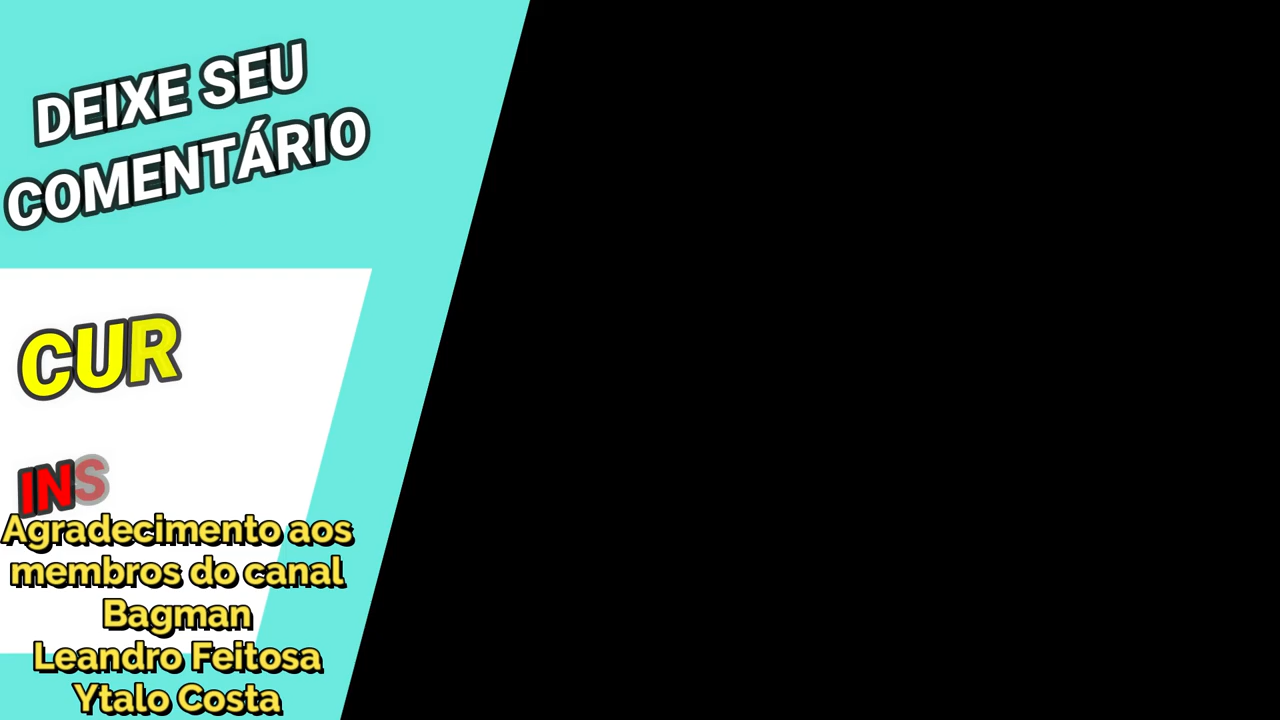 DEIXE SEU
COMENTÁRIO
CUR
INS
Agradecimento aos
membros do canal
Bagman
Leandro Feitosa
Ytalo Costa